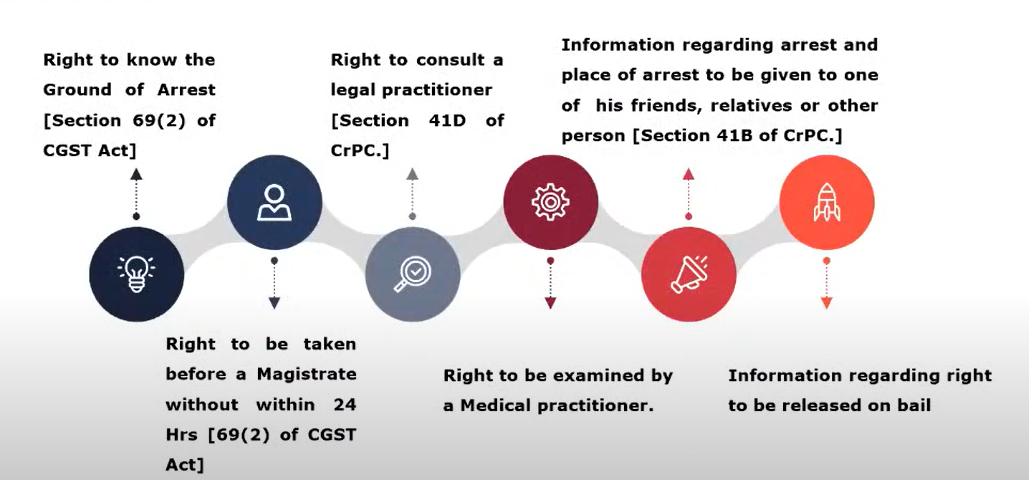 Right to know the
Ground of Arrest
[Section 69(2) of
CGST Act]
Right to be taken
before a Magistrate
without within 24
Hrs [69(2) of CGST
Act]
Right to consult a
legal practitioner
[Section 41D of
CrPC.]
Right to be examined by
a Medical practitioner.
Information regarding arrest and
place of arrest to be given to one
of his friends, relatives or other
person [Section 41B of CrPC.]
Information regarding right
to be released on bail